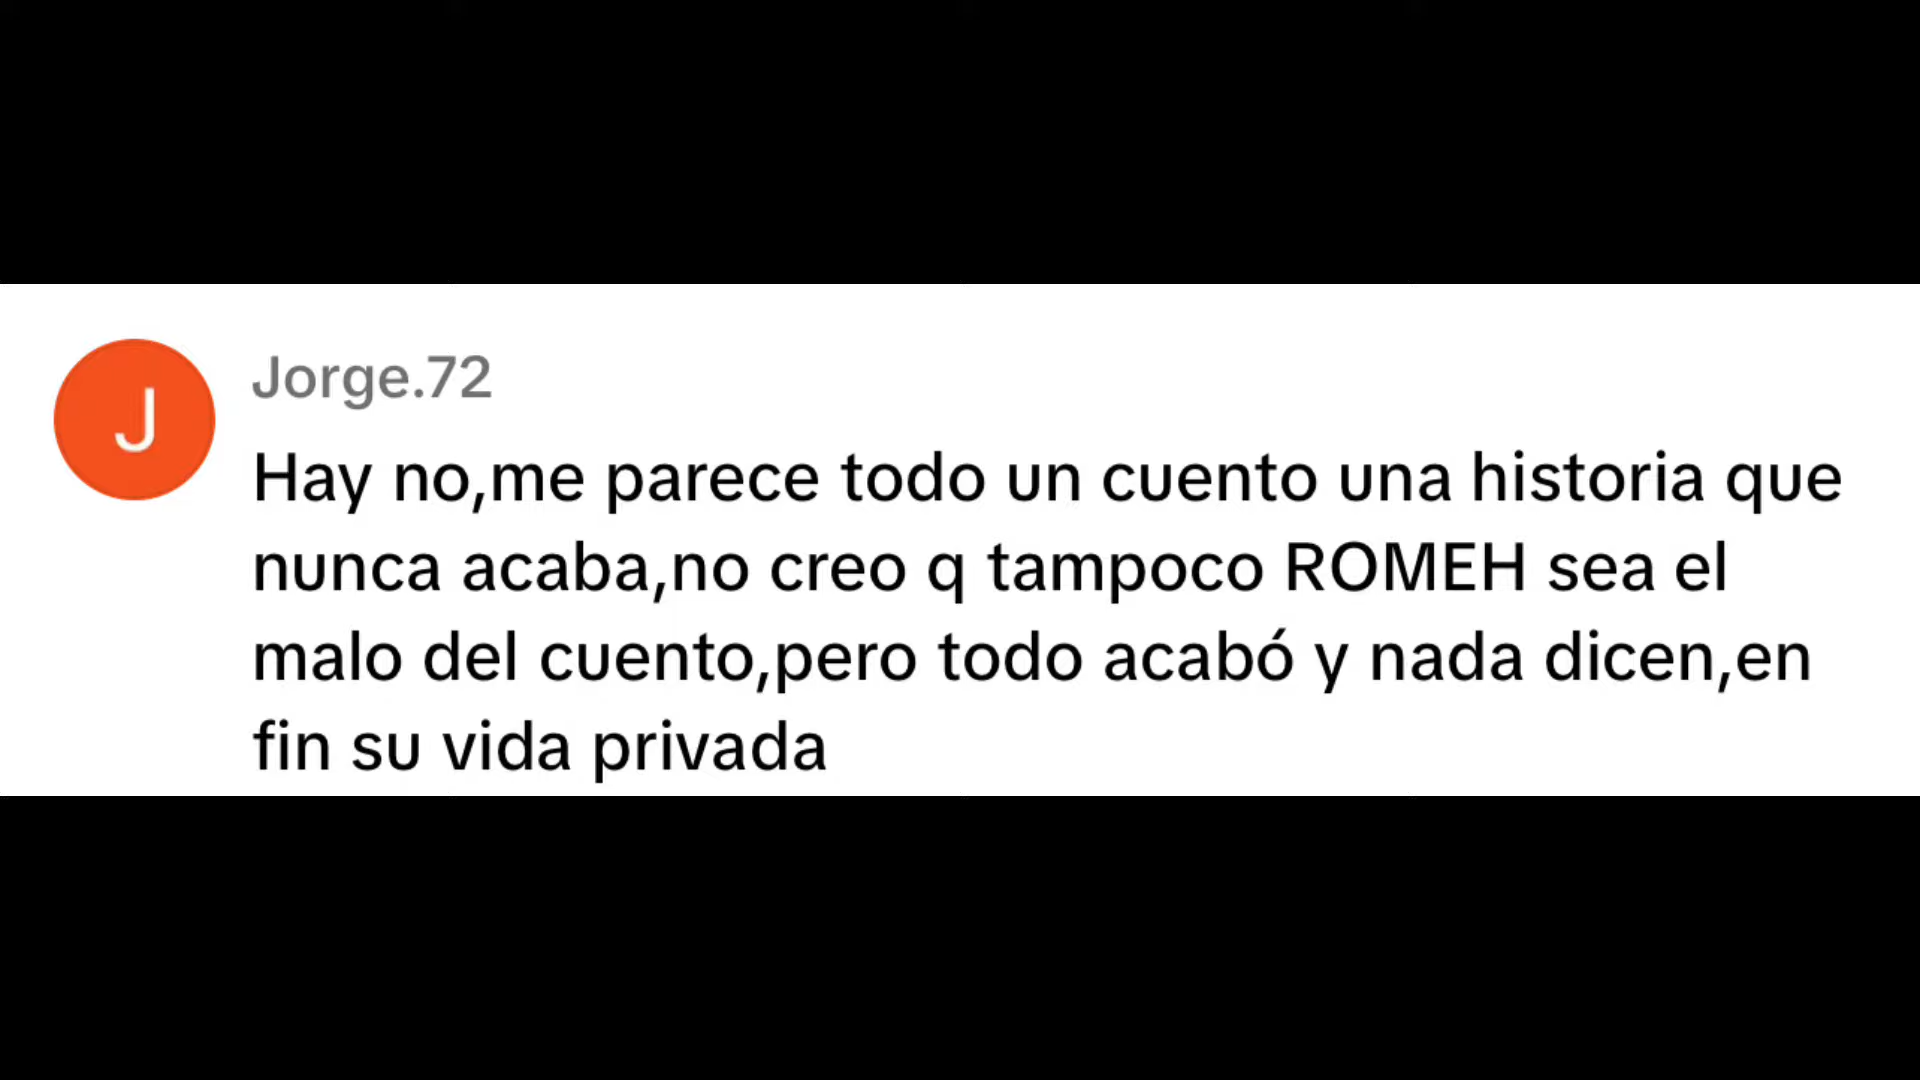 J
Jorge.72
Hay no,me parece todo un cuento una historia que
nunca acaba,no creo q tampoco ROMEH sea el
malo del cuento,pero todo acabó y nada dicen,en
fin su vida privada